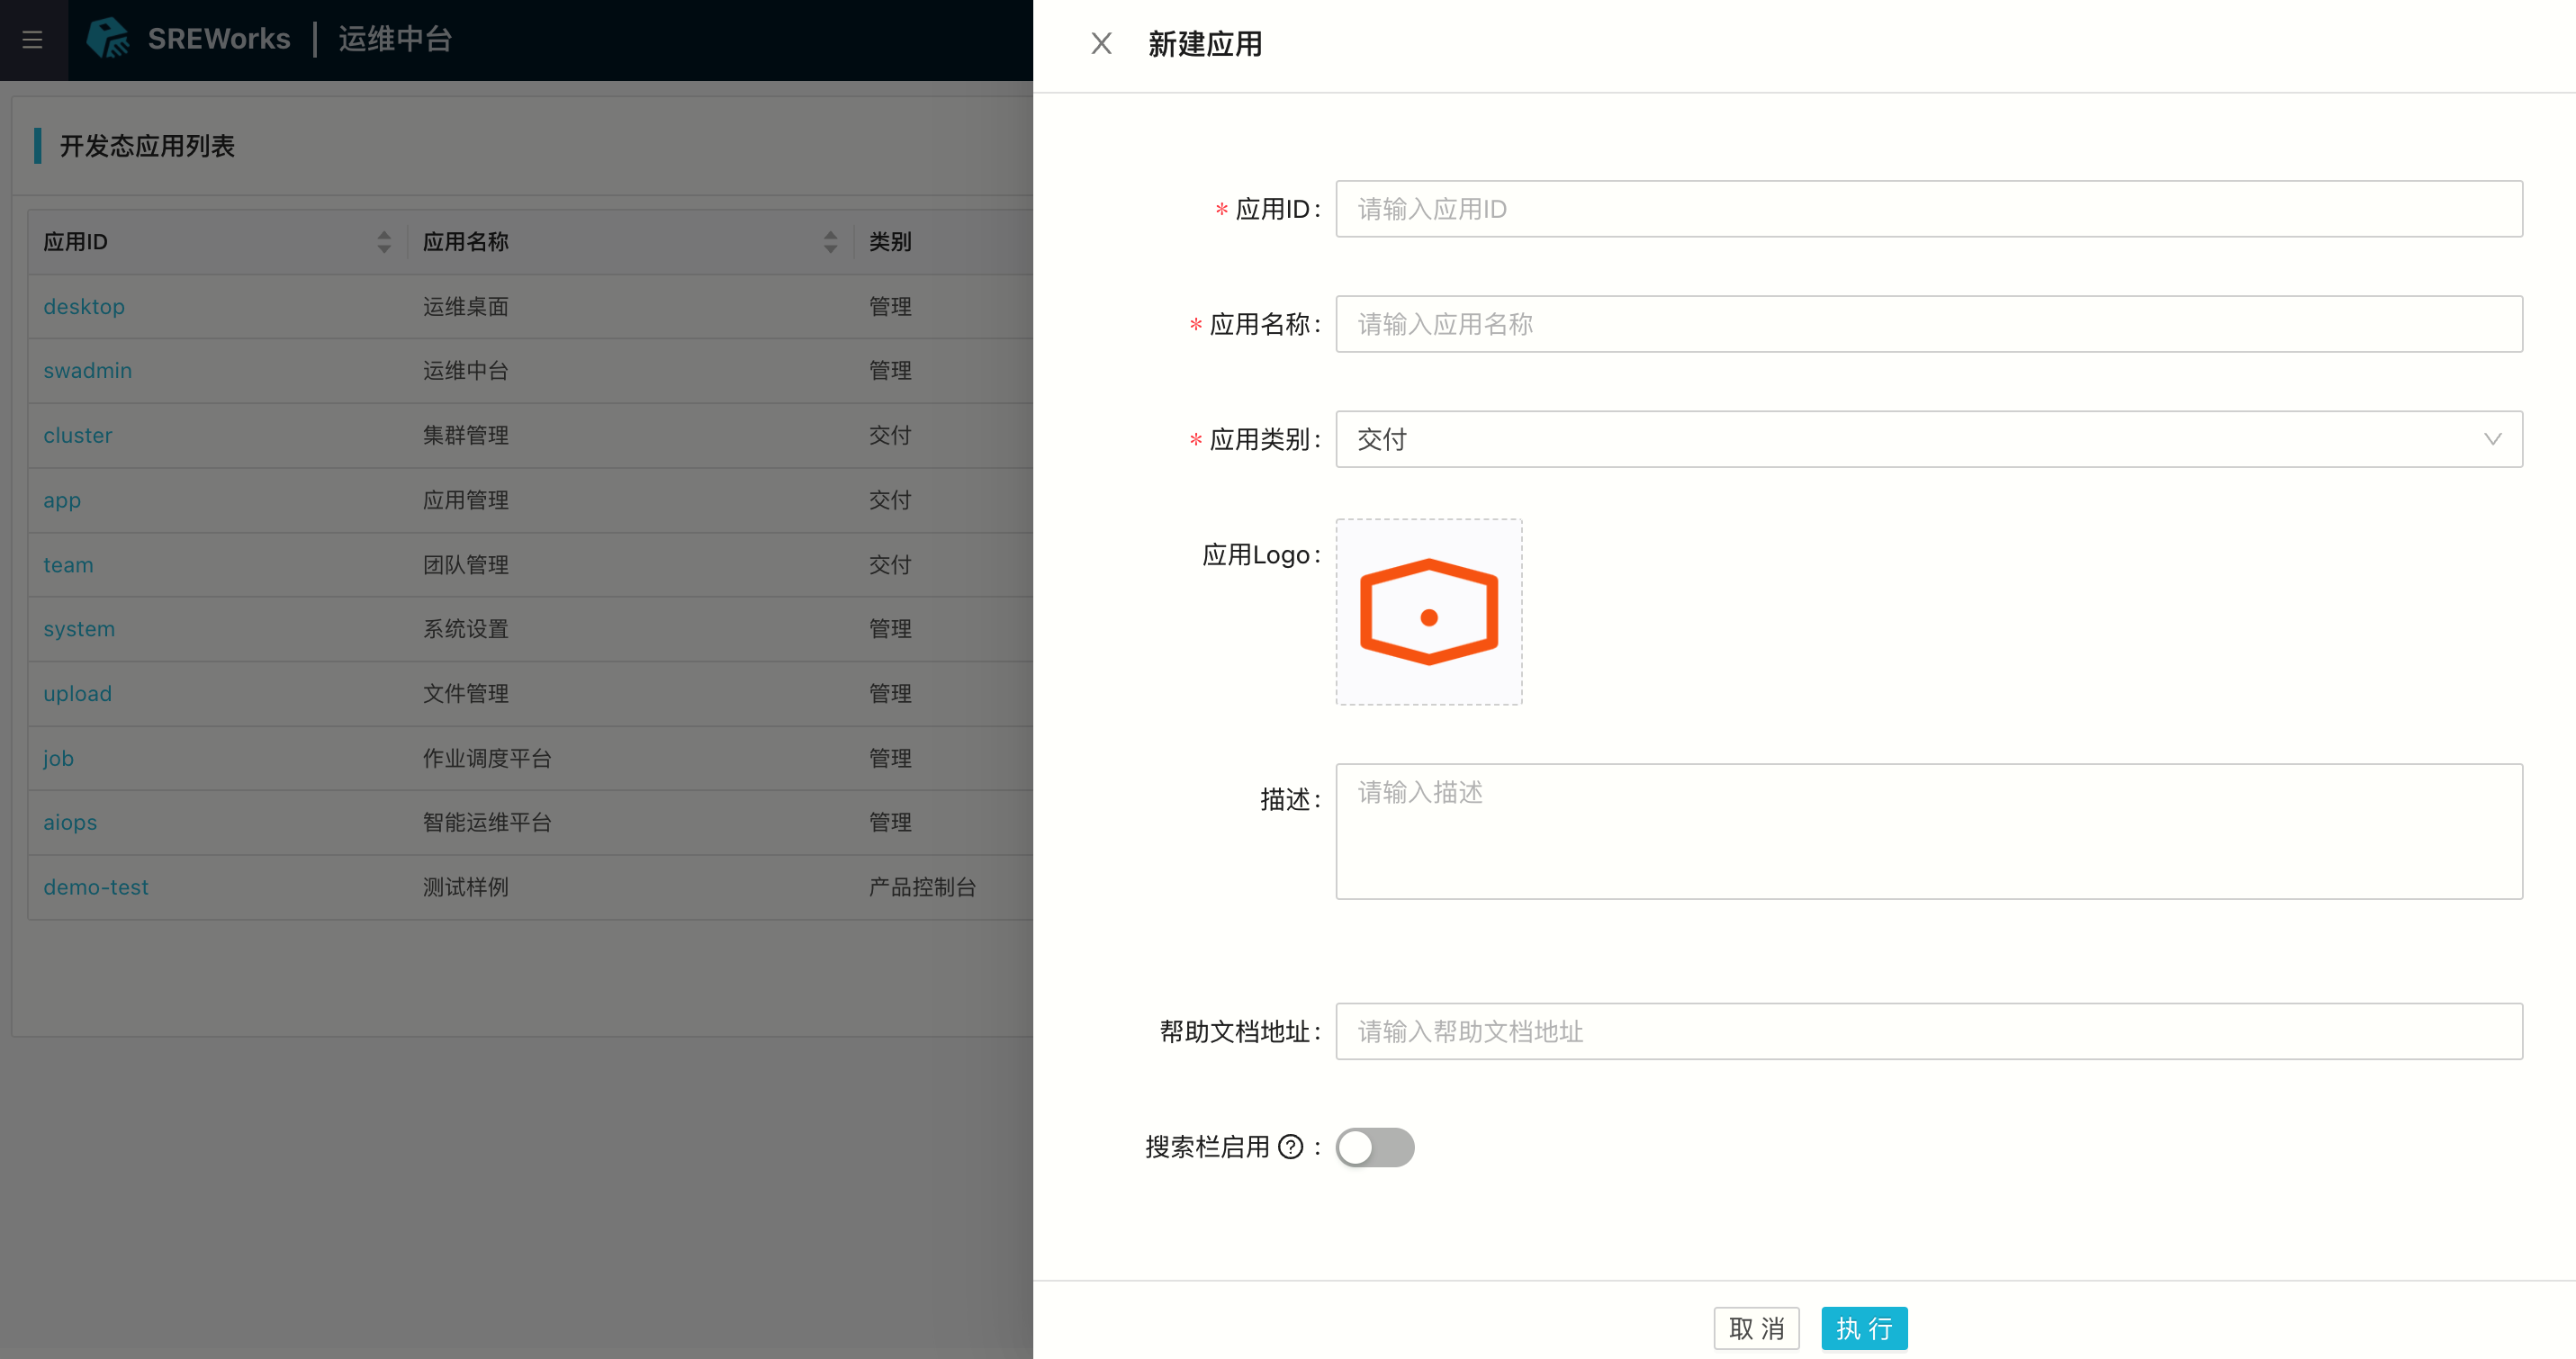 SREWorks | 运维中台
开发态应用列表
应用ID 应用名称 类别
desktop 运维桌面 管理
swadmin 运维中台 管理
cluster 集群管理 交付
app 应用管理 交付
team 团队管理 交付
system 系统设置 管理
upload 文件管理 管理
job 作业调度平台 管理
aiops 智能运维平台 管理
demo-test 测试样例 产品控制台
新建应用
* 应用ID: 请输入应用ID
* 应用名称: 请输入应用名称
* 应用类别: 交付
应用Logo:
描述: 请输入描述
帮助文档地址: 请输入帮助文档地址
搜索栏启用 ? :
取 消 执 行